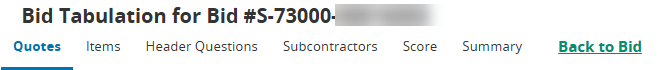 Bid Tabulation for Bid #S-73000-
Quotes Items Header Questions Subcontractors Score Summary Back to Bid